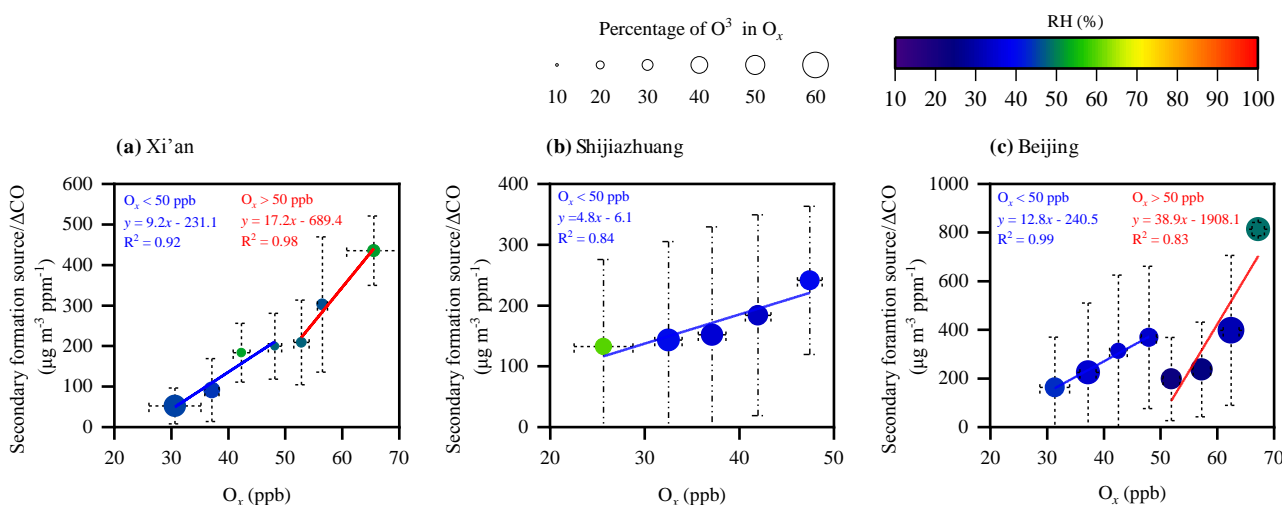 Percentage of O³ in Oₓ
10 20 30 40 50 60
RH (%)
10 20 30 40 50 60 70 80 90 100
(a) Xi’an
Secondary formation source/ΔCO
(μg m⁻³ ppm⁻¹)
600
500
400
300
200
100
0
Oₓ < 50 ppb
y = 9.2x - 231.1
R² = 0.92
Oₓ > 50 ppb
y = 17.2x - 689.4
R² = 0.98
20 30 40 50 60 70
Oₓ (ppb)
(b) Shijiazhuang
Secondary formation source/ΔCO
(μg m⁻³ ppm⁻¹)
400
300
200
100
0
Oₓ < 50 ppb
y =4.8x - 6.1
R² = 0.84
20 30 40 50
Oₓ (ppb)
(c) Beijing
Secondary foramtion source/ΔCO
(μg m⁻³ ppm⁻¹)
1000
800
600
400
200
0
Oₓ < 50 ppb
y = 12.8x - 240.5
R² = 0.99
Oₓ > 50 ppb
y = 38.9x - 1908.1
R² = 0.83
20 30 40 50 60 70
Oₓ (ppb)